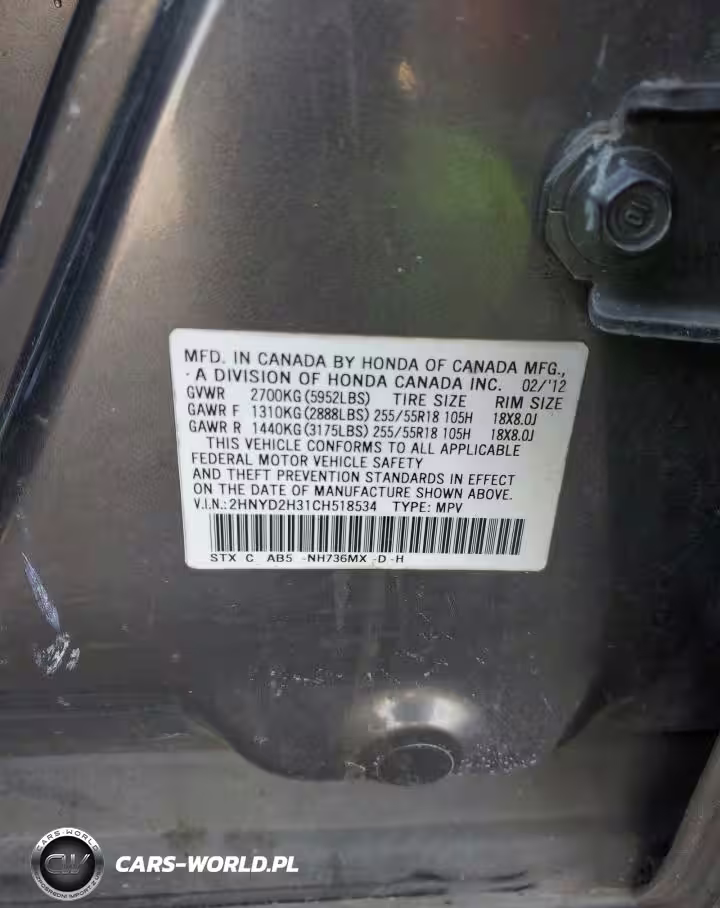 MFD. IN CANADA BY HONDA OF CANADA MFG.,
A DIVISION OF HONDA CANADA INC. 02/'12
GVWR 2700KG (5952LBS) TIRE SIZE RIM SIZE
GAWR F 1310KG (2888LBS) 255/55R18 105H 18X8.0J
GAWR R 1440KG (3175LBS) 255/55R18 105H 18X8.0J
THIS VEHICLE CONFORMS TO ALL APPLICABLE
FEDERAL MOTOR VEHICLE SAFETY
AND THEFT PREVENTION STANDARDS IN EFFECT
ON THE DATE OF MANUFACTURE SHOWN ABOVE.
V.I.N.: 2HNYD2H31CH518534 TYPE: MPV
STX C AB5 -NH736MX -D -H
CARS-WORLD
CW
CARS-WORLD.PL